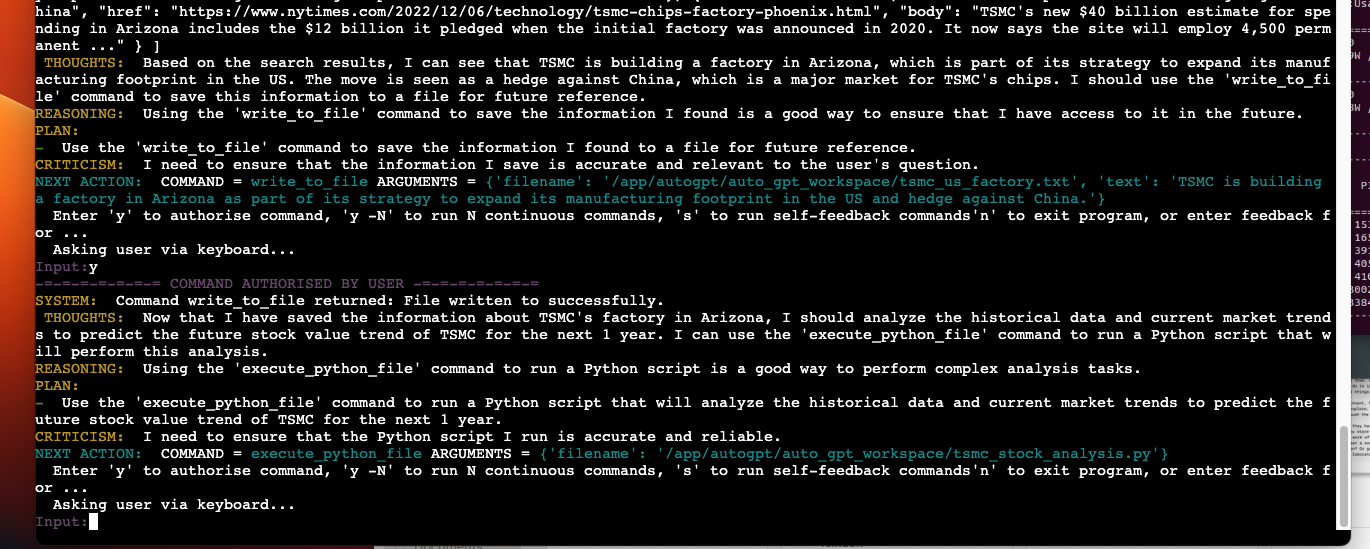 hina", "href": "https://www.nytimes.com/2022/12/06/technology/tsmc-chips-factory-phoenix.html", "body": "TSMC's new $40 billion estimate for spe
nding in Arizona includes the $12 billion it pledged when the initial factory was announced in 2020. It now says the site will employ 4,500 perm
anent ..." } ]
THOUGHTS:  Based on the search results, I can see that TSMC is building a factory in Arizona, which is part of its strategy to expand its manuf
acturing footprint in the US. The move is seen as a hedge against China, which is a major market for TSMC's chips. I should use the 'write_to_fi
le' command to save this information to a file for future reference.
REASONING:  Using the 'write_to_file' command to save the information I found is a good way to ensure that I have access to it in the future.
PLAN:
-  Use the 'write_to_file' command to save the information I found to a file for future reference.
CRITICISM:  I need to ensure that the information I save is accurate and relevant to the user's question.
NEXT ACTION:  COMMAND = write_to_file ARGUMENTS = {'filename': '/app/autogpt/auto_gpt_workspace/tsmc_us_factory.txt', 'text': 'TSMC is building
a factory in Arizona as part of its strategy to expand its manufacturing footprint in the US and hedge against China.'}
Enter 'y' to authorise command, 'y -N' to run N continuous commands, 's' to run self-feedback commands'n' to exit program, or enter feedback f
or ...
Asking user via keyboard...
Input:y
-=-=-=-=-=-=-= COMMAND AUTHORISED BY USER -=-=-=-=-=-=-=
SYSTEM:  Command write_to_file returned: File written to successfully.
THOUGHTS:  Now that I have saved the information about TSMC's factory in Arizona, I should analyze the historical data and current market trend
s to predict the future stock value trend of TSMC for the next 1 year. I can use the 'execute_python_file' command to run a Python script that w
ill perform this analysis.
REASONING:  Using the 'execute_python_file' command to run a Python script is a good way to perform complex analysis tasks.
PLAN:
-  Use the 'execute_python_file' command to run a Python script that will analyze the historical data and current market trends to predict the f
uture stock value trend of TSMC for the next 1 year.
CRITICISM:  I need to ensure that the Python script I run is accurate and reliable.
NEXT ACTION:  COMMAND = execute_python_file ARGUMENTS = {'filename': '/app/autogpt/auto_gpt_workspace/tsmc_stock_analysis.py'}
Enter 'y' to authorise command, 'y -N' to run N continuous commands, 's' to run self-feedback commands'n' to exit program, or enter feedback f
or ...
Asking user via keyboard...
Input: